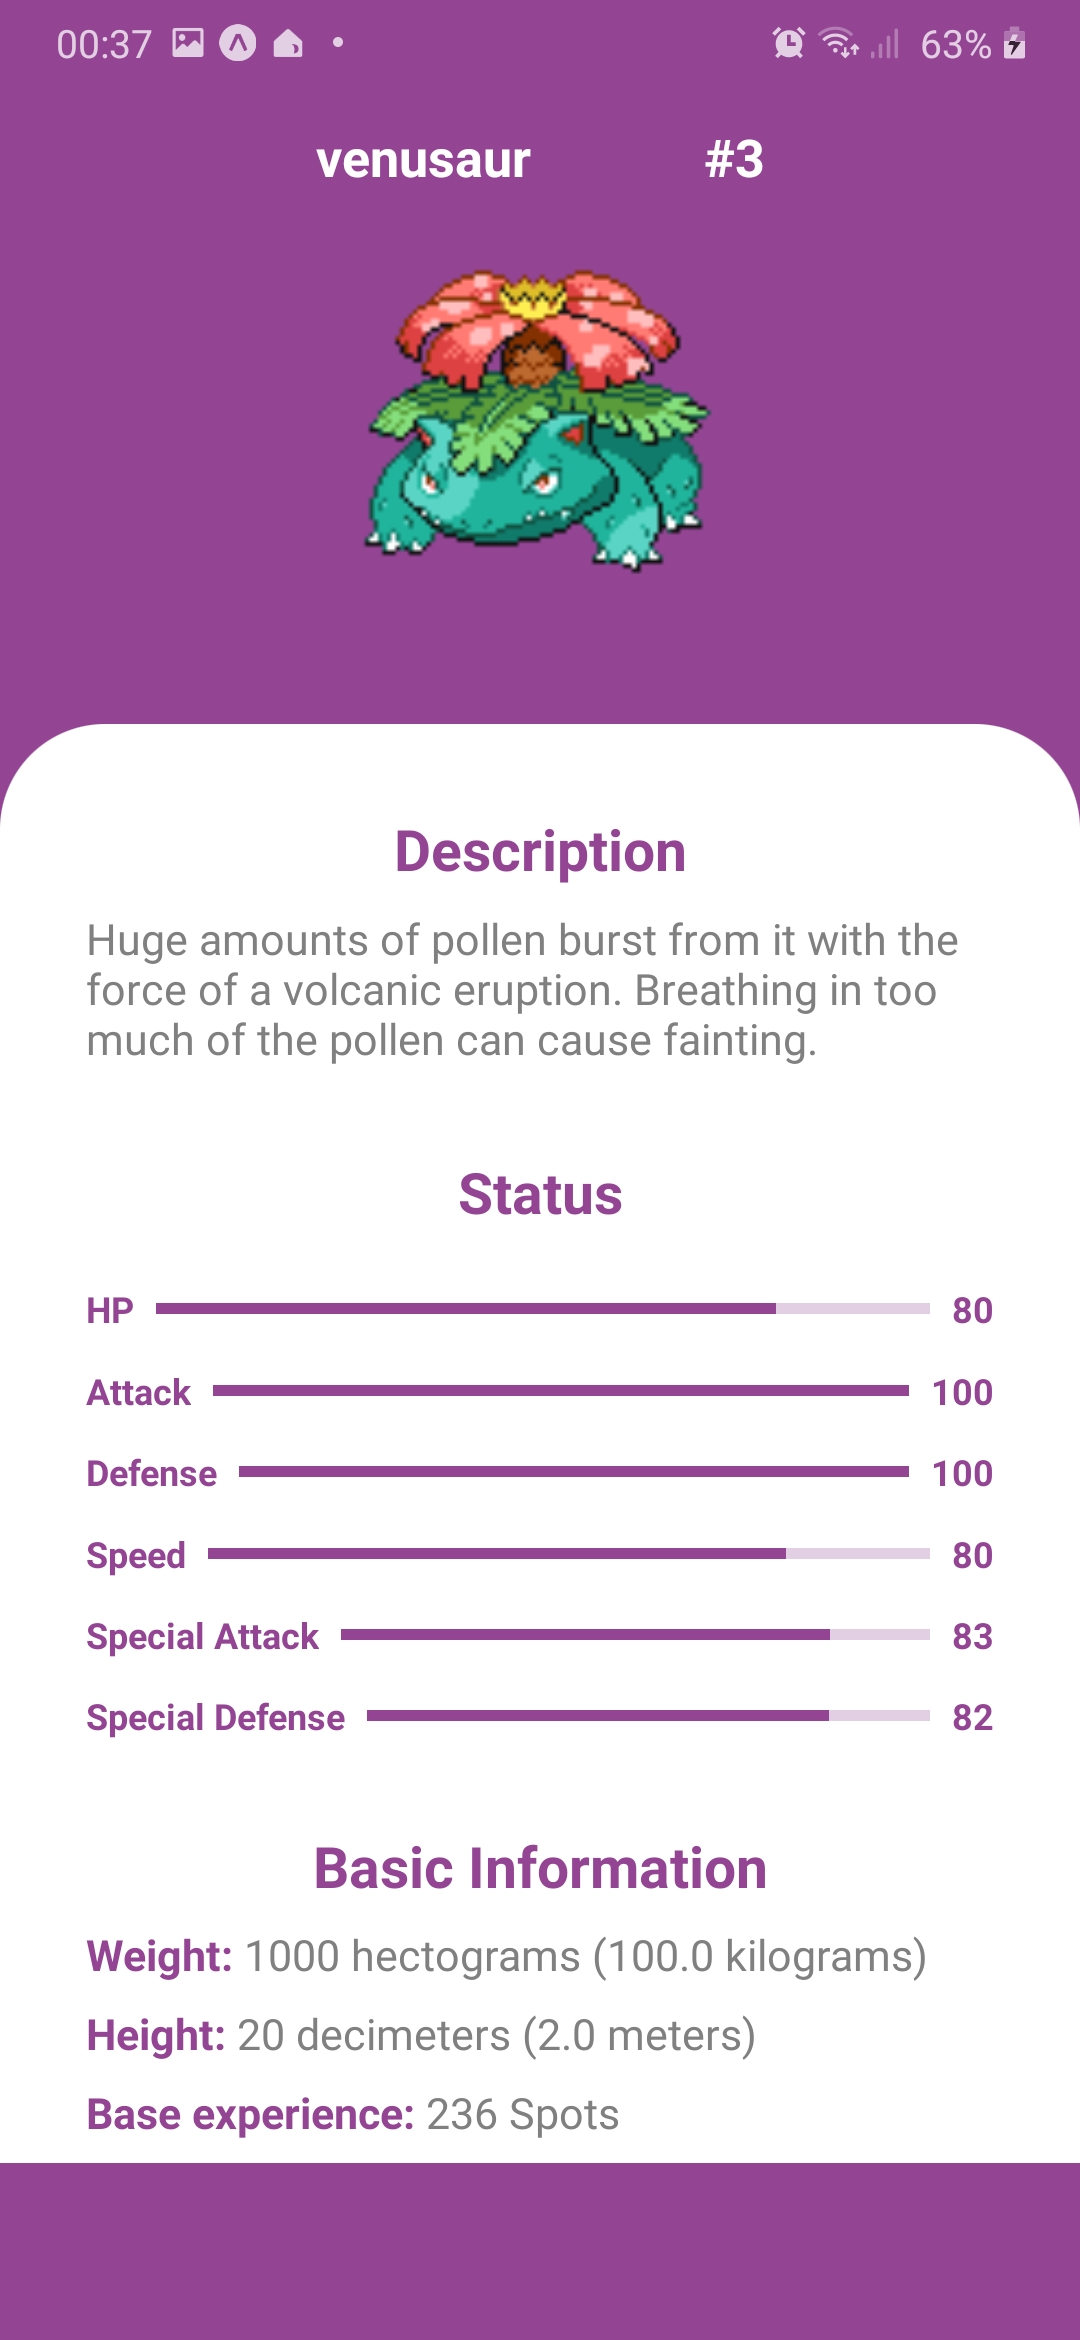 00:37 63%
venusaur #3
Description
Huge amounts of pollen burst from it with the
force of a volcanic eruption. Breathing in too
much of the pollen can cause fainting.
Status
HP 80
Attack 100
Defense 100
Speed 80
Special Attack 83
Special Defense 82
Basic Information
Weight: 1000 hectograms (100.0 kilograms)
Height: 20 decimeters (2.0 meters)
Base experience: 236 Spots